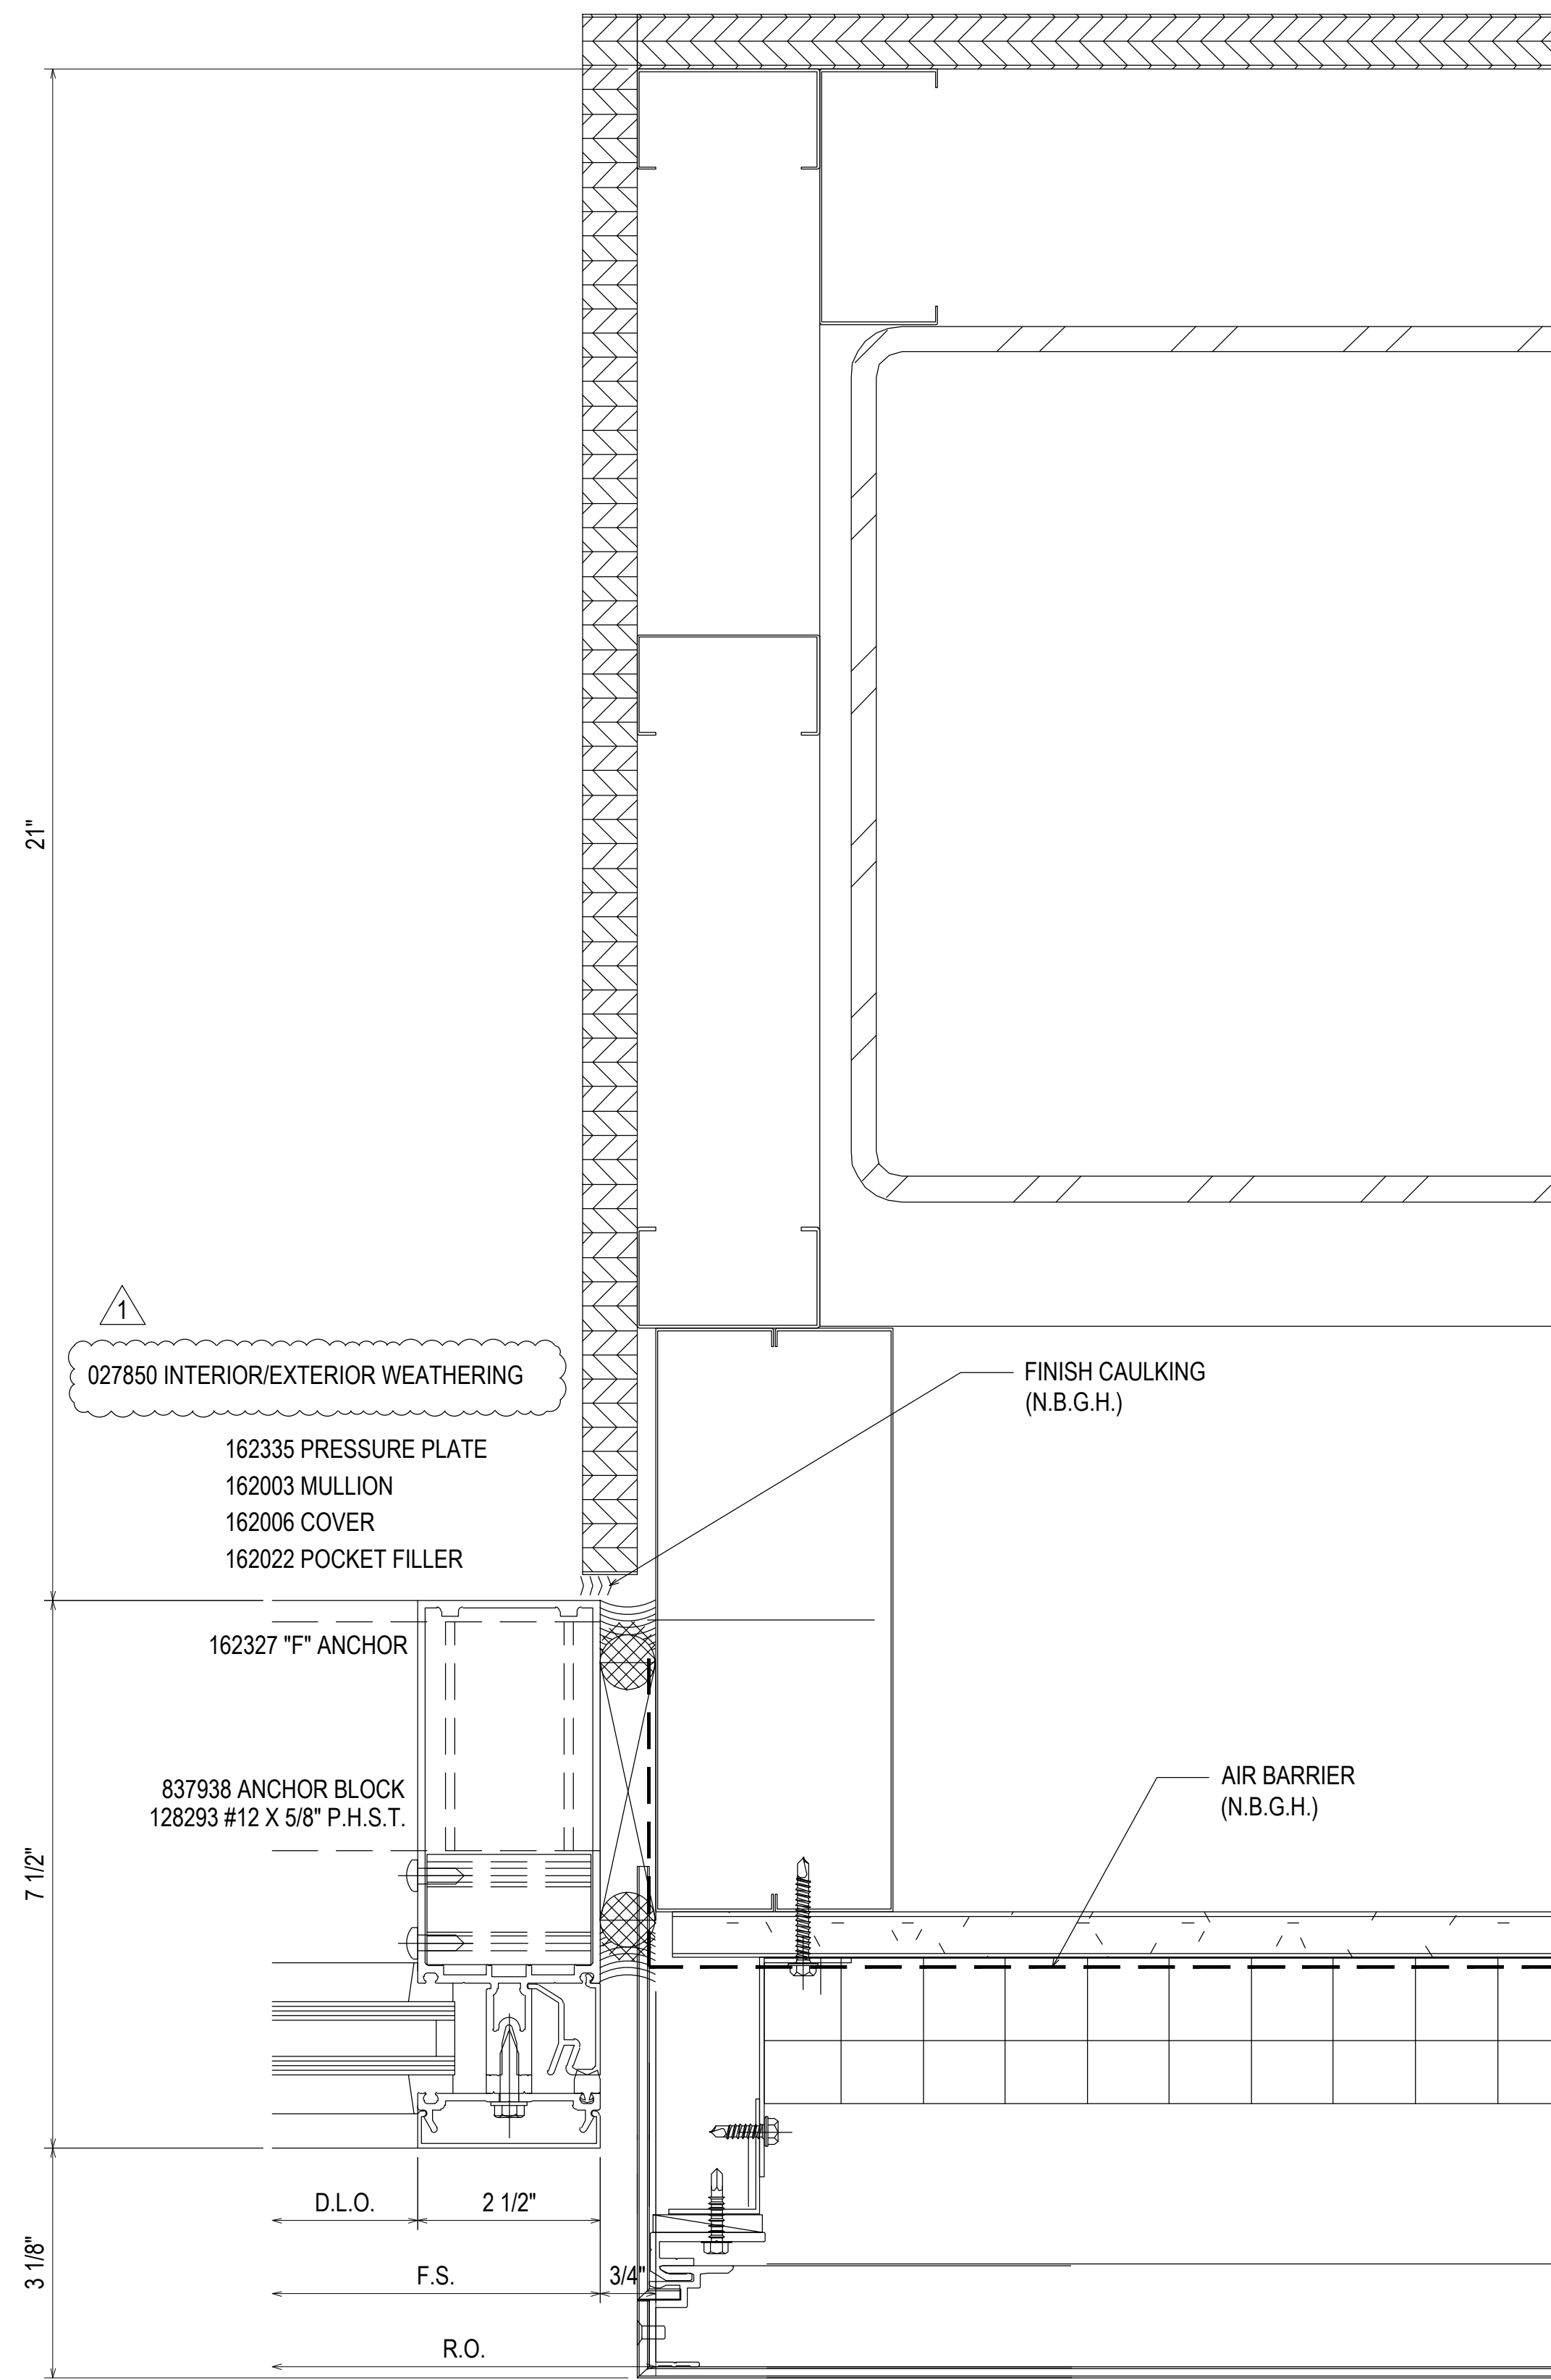 21"
1
027850 INTERIOR/EXTERIOR WEATHERING
162335 PRESSURE PLATE
162003 MULLION
162006 COVER
162022 POCKET FILLER
FINISH CAULKING
(N.B.G.H.)
162327 "F" ANCHOR
837938 ANCHOR BLOCK
128293 #12 X 5/8" P.H.S.T.
AIR BARRIER
(N.B.G.H.)
7 1/2"
D.L.O.
2 1/2"
3 1/8"
F.S.
3/4"
R.O.